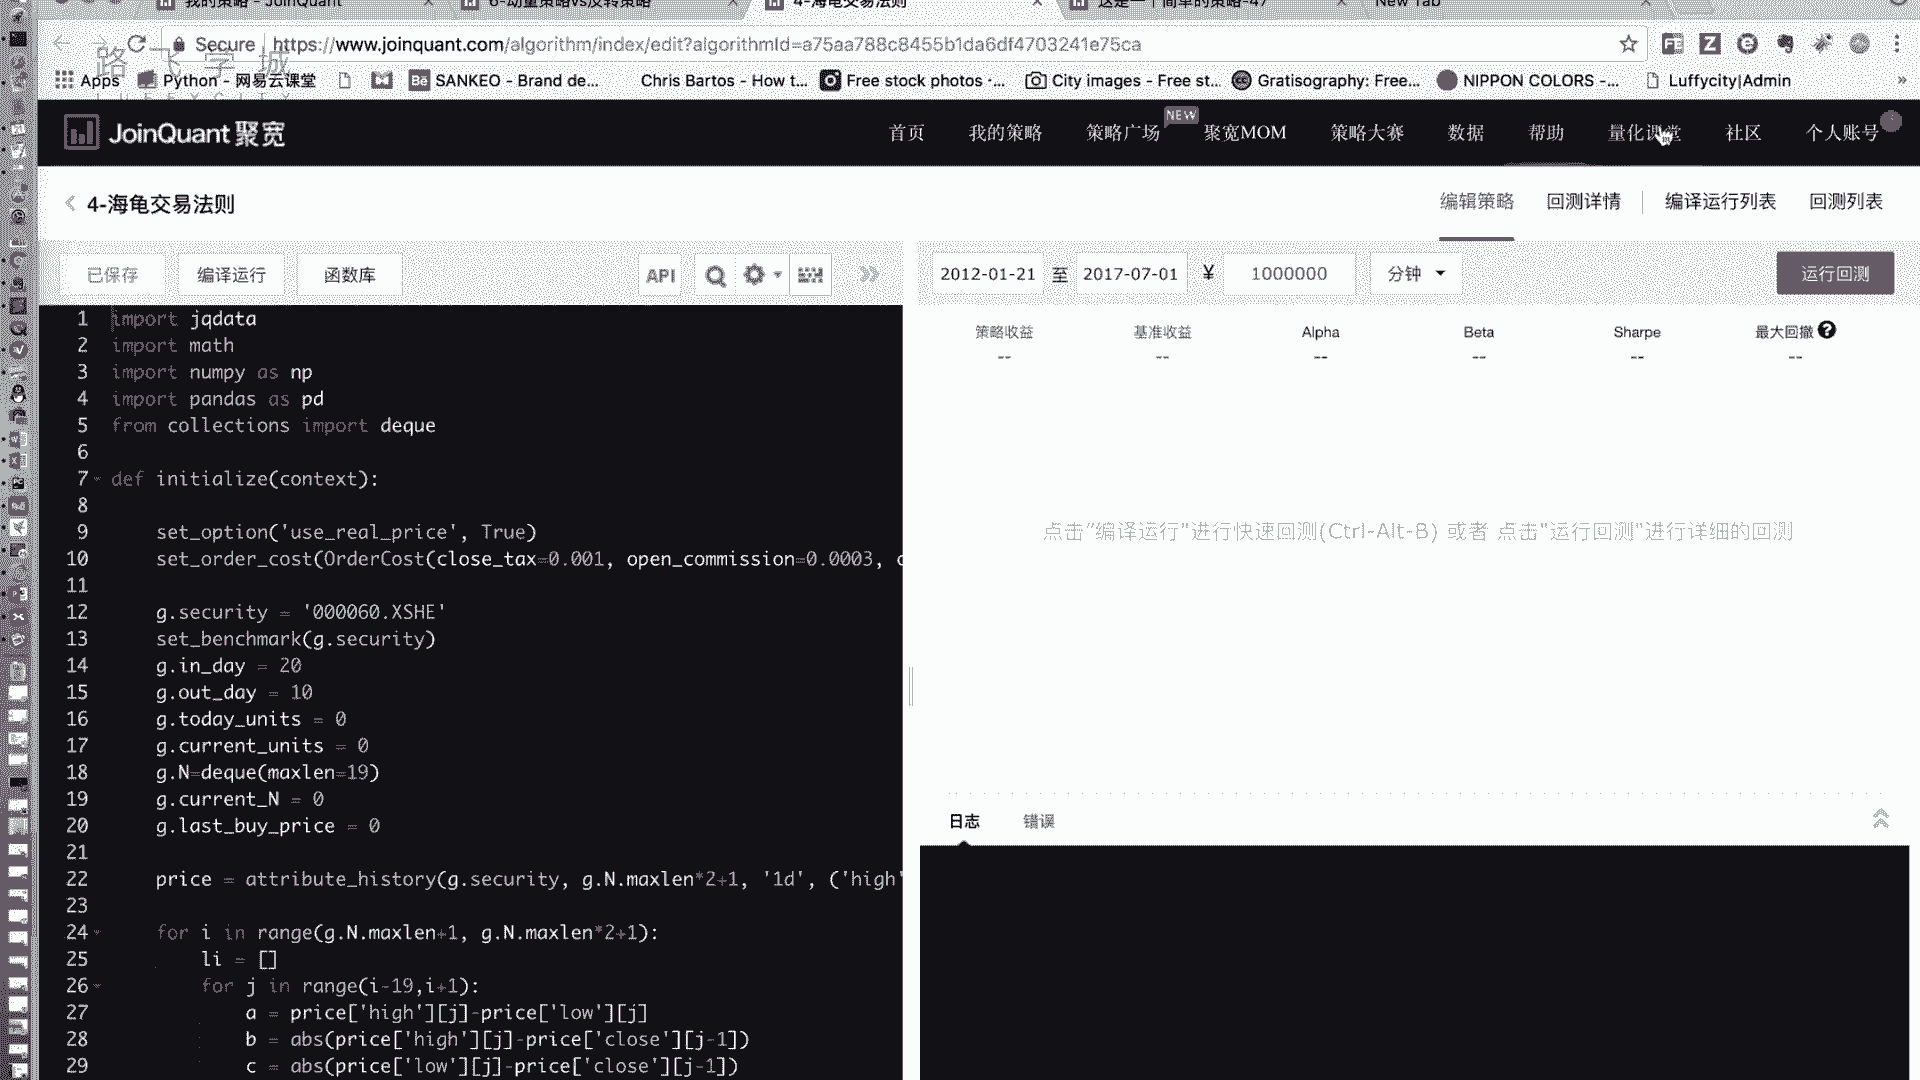 我的策略 - JoinQuant
6-动量策略vs反转策略
4-海龟交易法则
这是一个简单的策略-47
New Tab
Secure
https://www.joinquant.com/algorithm/index/edit?algorithmId=a75aa788c8455b1da6df4703241e75ca
路飞学城
Apps
Python - 网易云课堂
SANKEO - Brand de...
Chris Bartos - How t...
Free stock photos ·...
City images - Free st...
Gratisography: Free...
NIPPON COLORS -...
Luffycity|Admin
»
LUFFYCITY
JoinQuant 聚宽
首页
我的策略
策略广场
NEW
聚宽MOM
策略大赛
数据
帮助
量化课堂
社区
个人账号
4-海龟交易法则
编辑策略
回测详情
编译运行列表
回测列表
已保存
编译运行
函数库
API
2012-01-21 至 2017-07-01
¥ 1000000
分钟
运行回测
策略收益
基准收益
Alpha
Beta
Sharpe
最大回撤
--
--
--
--
--
--
点击"编译运行"进行快速回测(Ctrl-Alt-B) 或者 点击"运行回测"进行详细的回测
日志
错误
1 import jqdata
2 import math
3 import numpy as np
4 import pandas as pd
5 from collections import deque
6
7 def initialize(context):
8
9 set_option('use_real_price', True)
10 set_order_cost(OrderCost(close_tax=0.001, open_commission=0.0003, c
11
12 g.security = '000060.XSHE'
13 set_benchmark(g.security)
14 g.in_day = 20
15 g.out_day = 10
16 g.today_units = 0
17 g.current_units = 0
18 g.N=deque(maxlen=19)
19 g.current_N = 0
20 g.last_buy_price = 0
21
22 price = attribute_history(g.security, g.N.maxlen*2+1, '1d', ('high'
23
24 for i in range(g.N.maxlen+1, g.N.maxlen*2+1):
25 li = []
26 for j in range(i-19,i+1):
27 a = price['high'][j]-price['low'][j]
28 b = abs(price['high'][j]-price['close'][j-1])
29 c = abs(price['low'][j]-price['close'][j-1])